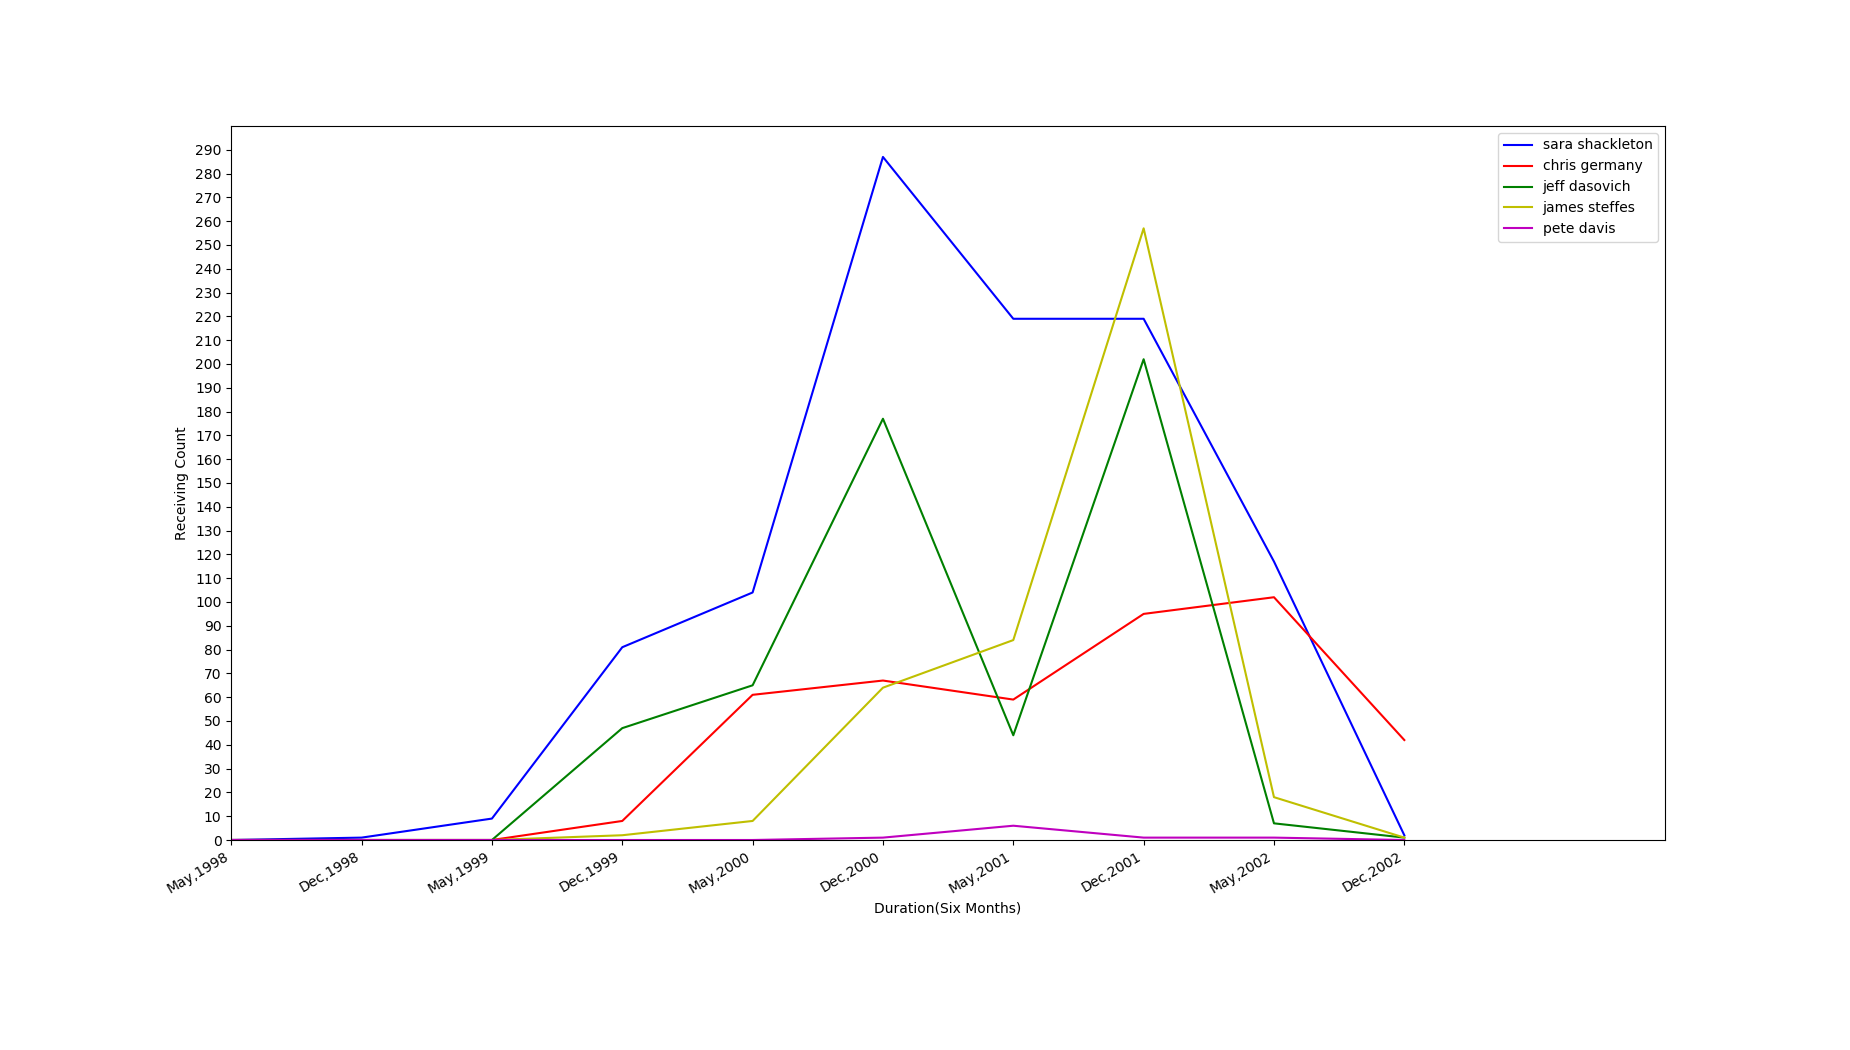 290
280
270
260
250
240
230
220
210
200
190
180
170
160
150
140
130
120
110
100
90
80
70
60
50
40
30
20
10
0
Receiving Count
May,1998
Dec,1998
May,1999
Dec,1999
May,2000
Dec,2000
May,2001
Dec,2001
May,2002
Dec,2002
Duration(Six Months)
sara shackleton
chris germany
jeff dasovich
james steffes
pete davis